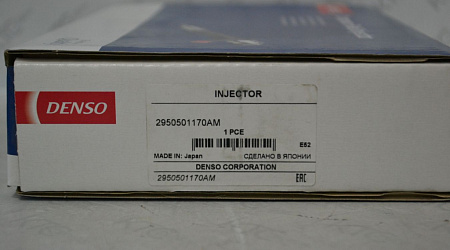 DENSO
INJECTOR
2950501170AM
1 PCE
E82
MADE IN: Japan
СДЕЛАНО В ЯПОНИИ
DENSO CORPORATION
2950501170AM
EAC